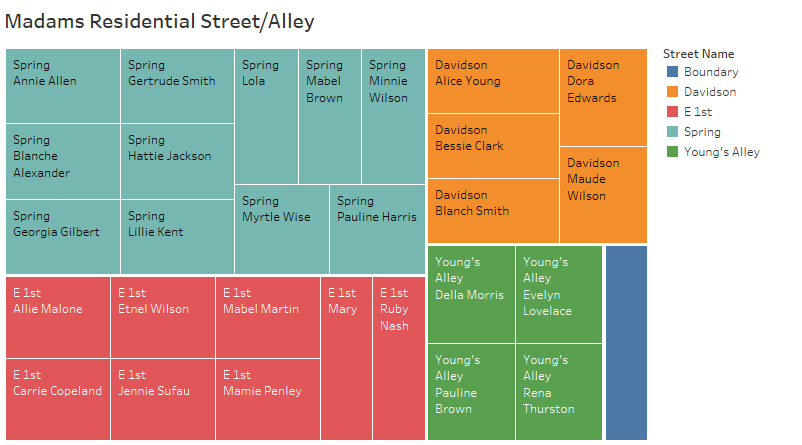 Madams Residential Street/Alley
Spring
Annie Allen
Spring
Gertrude Smith
Spring
Lola
Spring
Mabel
Brown
Spring
Minnie
Wilson
Spring
Blanche
Alexander
Spring
Hattie Jackson
Spring
Georgia Gilbert
Spring
Lillie Kent
Spring
Myrtle Wise
Spring
Pauline Harris
E 1st
Allie Malone
E 1st
Etnel Wilson
E 1st
Mabel Martin
E 1st
Mary
E 1st
Ruby
Nash
E 1st
Carrie Copeland
E 1st
Jennie Sufau
E 1st
Mamie Penley
Davidson
Alice Young
Davidson
Bessie Clark
Davidson
Blanch Smith
Davidson
Dora
Edwards
Davidson
Maude
Wilson
Young's
Alley
Della Morris
Young's
Alley
Evelyn
Lovelace
Young's
Alley
Pauline
Brown
Young's
Alley
Rena
Thurston
Street Name
Boundary
Davidson
E 1st
Spring
Young's Alley